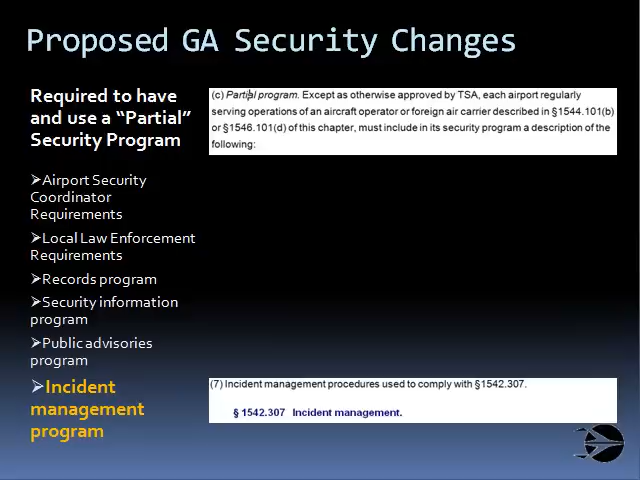 Proposed GA Security Changes
Required to have
and use a “Partial”
Security Program
(c) Partial program. Except as otherwise approved by TSA, each airport regularly
serving operations of an aircraft operator or foreign air carrier described in §1544.101(b)
or §1546.101(d) of this chapter, must include in its security program a description of the
following:
➢Airport Security
Coordinator
Requirements
➢Local Law Enforcement
Requirements
➢Records program
➢Security information
program
➢Public advisories
program
➢Incident
management
program
(7) Incident management procedures used to comply with §1542.307.
§ 1542.307 Incident management.